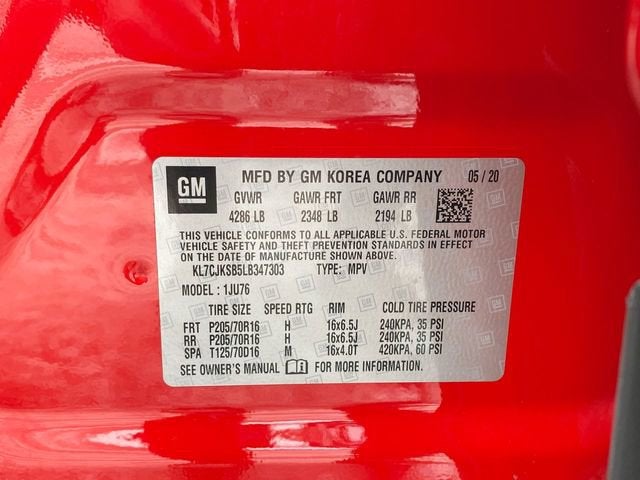 GM MFD BY GM KOREA COMPANY 05 / 20
GVWR GAWR FRT GAWR RR
4286 LB 2348 LB 2194 LB
THIS VEHICLE CONFORMS TO ALL APPLICABLE U.S. FEDERAL MOTOR
VEHICLE SAFETY AND THEFT PREVENTION STANDARDS IN EFFECT
ON THE DATE OF MANUFACTURE SHOWN ABOVE.
KL7CJKSB5LB347303 TYPE: MPV
MODEL : 1JU76
TIRE SIZE SPEED RTG RIM COLD TIRE PRESSURE
FRT P205/70R16 H 16x6.5J 240KPA, 35 PSI
RR P205/70R16 H 16x6.5J 240KPA, 35 PSI
SPA T125/70D16 M 16x4.0T 420KPA, 60 PSI
SEE OWNER'S MANUAL FOR MORE INFORMATION.